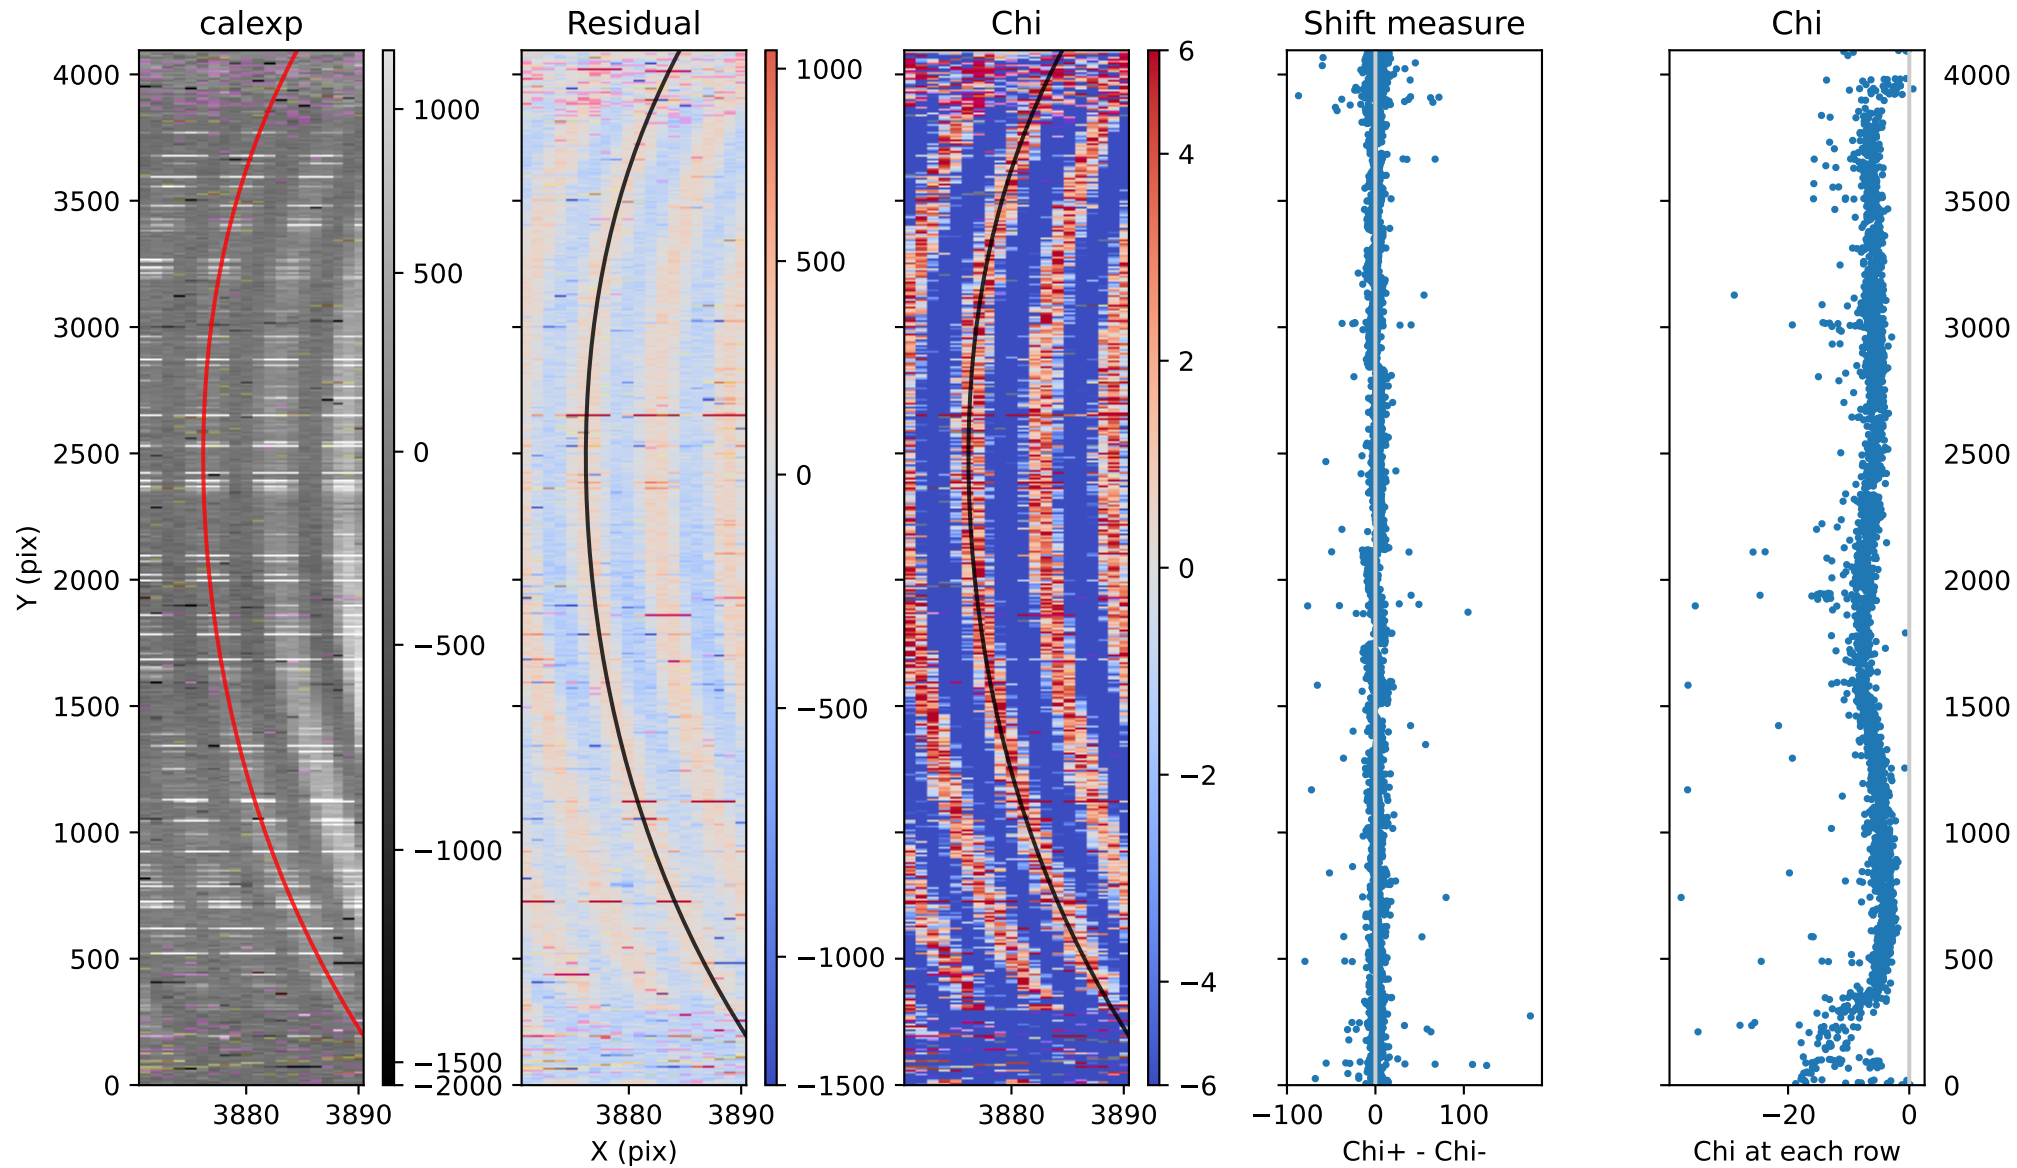 calexp Residual Chi Shift measure Chi
4000 1000 1000 6 4000
3500 500 500 4 3500
3000 0 0 2 3000
2500 −500 −500 0 2500
2000 −1000 −1000 −2 2000
1500 −1500 −1500 −4 1500
1000 −2000 −6 1000
500 500
0 0
Y (pix)
3880 3890 3880 3890 3880 3890 −100 0 100 −20 0
X (pix) Chi+ - Chi- Chi at each row